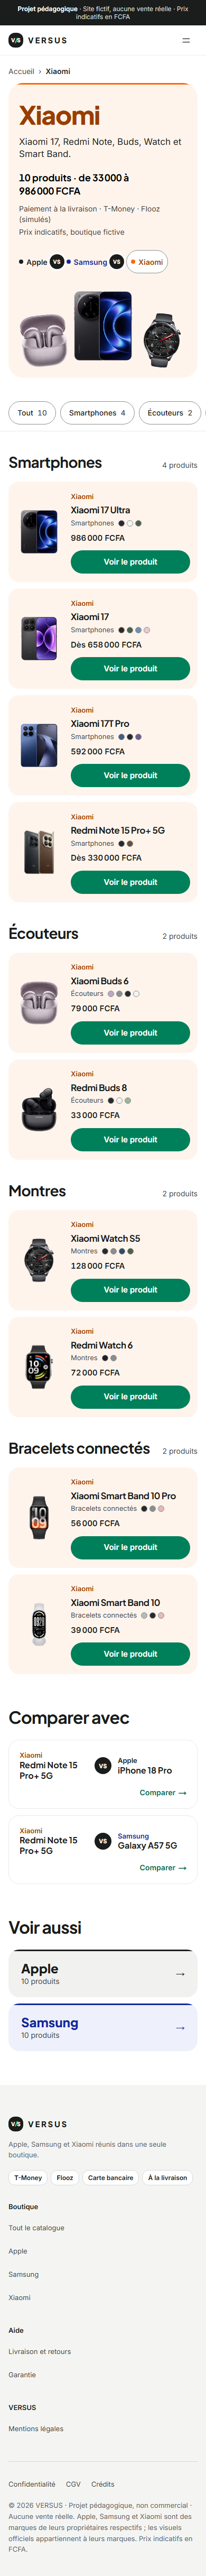 Projet pédagogique · Site fictif, aucune vente réelle · Prix
indicatifs en FCFA
VS VERSUS
Accueil › Xiaomi
Xiaomi
Xiaomi 17, Redmi Note, Buds, Watch et
Smart Band.
10 produits · de 33 000 à
986 000 FCFA
Paiement à la livraison · T-Money · Flooz
(simulés)
Prix indicatifs, boutique fictive
Apple VS Samsung VS Xiaomi
Tout 10 Smartphones 4 Écouteurs 2
Smartphones 4 produits
Xiaomi
Xiaomi 17 Ultra
Smartphones
986 000 FCFA
Voir le produit
Xiaomi
Xiaomi 17
Smartphones
Dès 658 000 FCFA
Voir le produit
Xiaomi
Xiaomi 17T Pro
Smartphones
592 000 FCFA
Voir le produit
Xiaomi
Redmi Note 15 Pro+ 5G
Smartphones
Dès 330 000 FCFA
Voir le produit
Écouteurs 2 produits
Xiaomi
Xiaomi Buds 6
Écouteurs
79 000 FCFA
Voir le produit
Xiaomi
Redmi Buds 8
Écouteurs
33 000 FCFA
Voir le produit
Montres 2 produits
Xiaomi
Xiaomi Watch S5
Montres
128 000 FCFA
Voir le produit
Xiaomi
Redmi Watch 6
Montres
72 000 FCFA
Voir le produit
Bracelets connectés 2 produits
Xiaomi
Xiaomi Smart Band 10 Pro
Bracelets connectés
56 000 FCFA
Voir le produit
Xiaomi
Xiaomi Smart Band 10
Bracelets connectés
39 000 FCFA
Voir le produit
Comparer avec
Xiaomi
Redmi Note 15
Pro+ 5G
VS
Apple
iPhone 18 Pro
Comparer →
Xiaomi
Redmi Note 15
Pro+ 5G
VS
Samsung
Galaxy A57 5G
Comparer →
Voir aussi
Apple
10 produits
→
Samsung
10 produits
→
VS VERSUS
Apple, Samsung et Xiaomi réunis dans une seule
boutique.
T-Money Flooz Carte bancaire À la livraison
Boutique
Tout le catalogue
Apple
Samsung
Xiaomi
Aide
Livraison et retours
Garantie
VERSUS
Mentions légales
Confidentialité CGV Crédits
© 2026 VERSUS · Projet pédagogique, non commercial ·
Aucune vente réelle. Apple, Samsung et Xiaomi sont des
marques de leurs propriétaires respectifs ; les visuels
officiels appartiennent à leurs marques. Prix indicatifs en
FCFA.